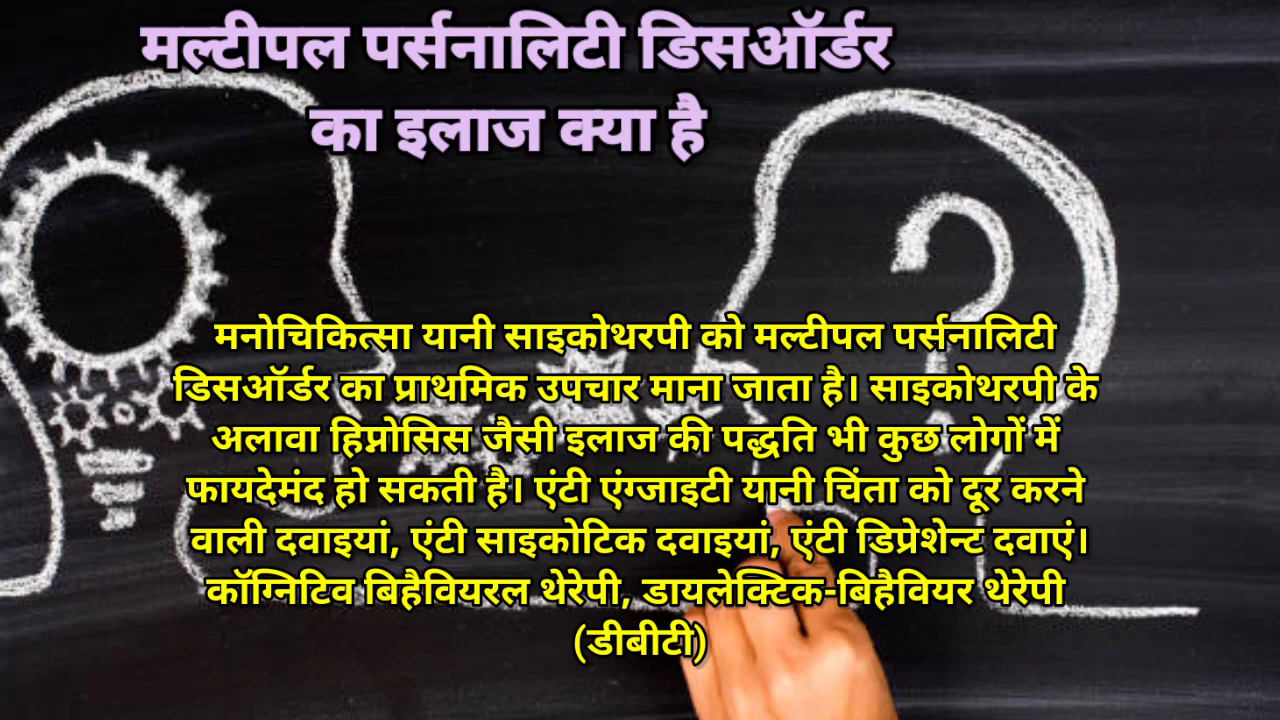 मल्टीपल पर्सनालिटी डिसऑर्डर
का इलाज क्या है
मनोचिकित्सा यानी साइकोथरपी को मल्टीपल पर्सनालिटी
डिसऑर्डर का प्राथमिक उपचार माना जाता है। साइकोथरपी के
अलावा हिप्नोसिस जैसी इलाज की पद्धति भी कुछ लोगों में
फायदेमंद हो सकती है। एंटी एंग्जाइटी यानी चिंता को दूर करने
वाली दवाइयां, एंटी साइकोटिक दवाइयां, एंटी डिप्रेशेन्ट दवाएं।
कॉग्निटिव बिहैवियरल थेरेपी, डायलेक्टिक-बिहैवियर थेरेपी
(डीबीटी)